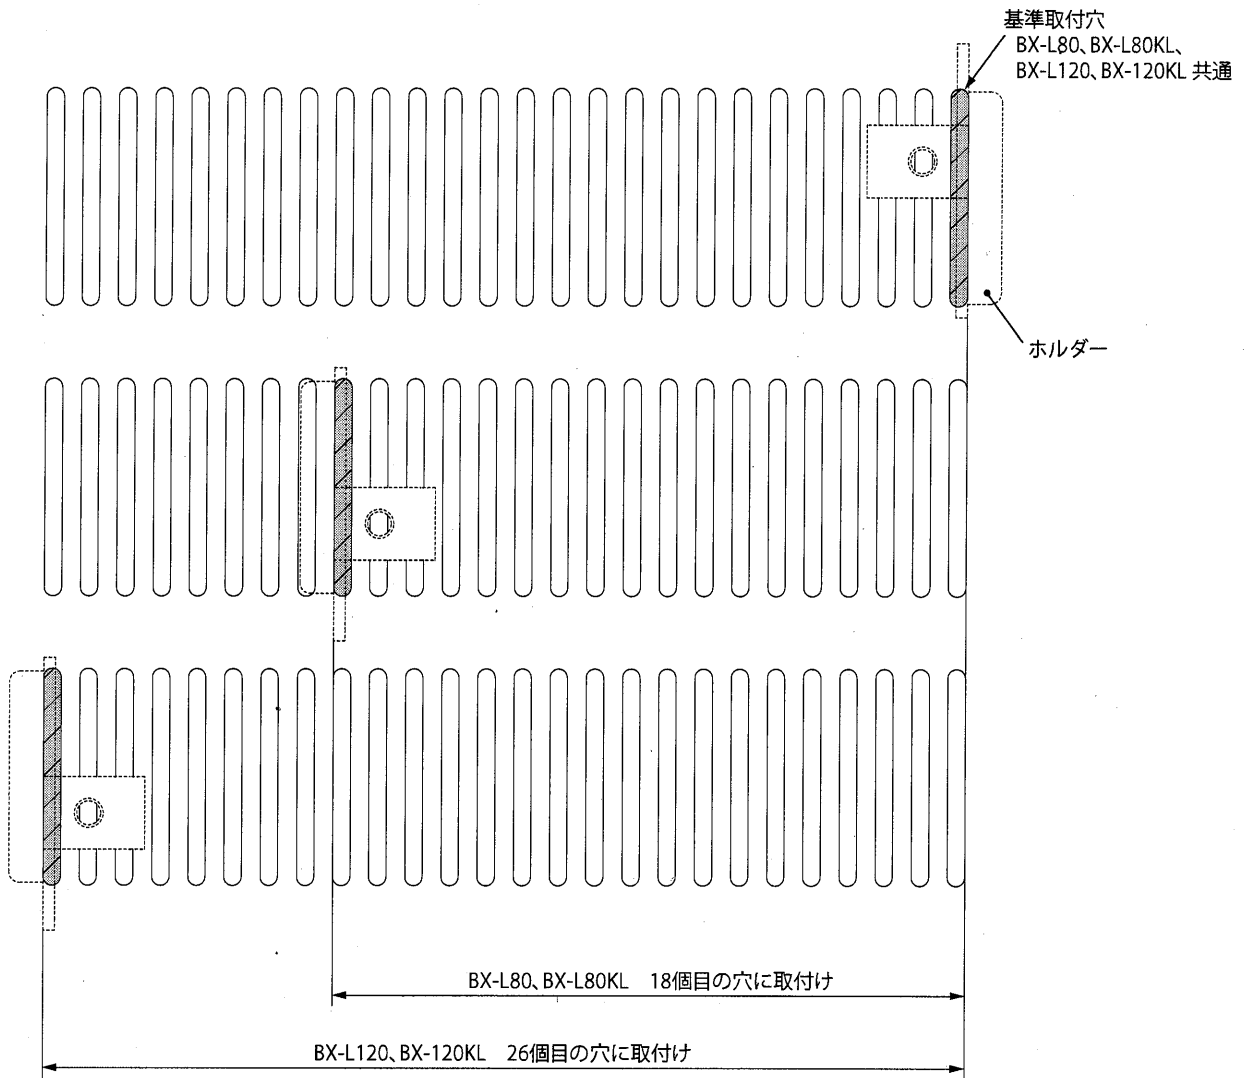 基準取付穴
BX-L80、BX-L80KL、
BX-L120、BX-120KL 共通
ホルダー
BX-L80、BX-L80KL　18個目の穴に取付け
BX-L120、BX-120KL　26個目の穴に取付け